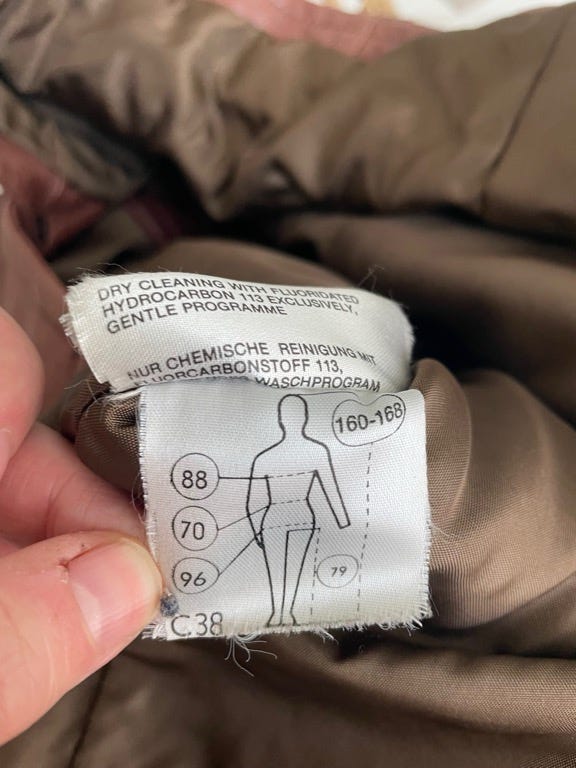 DRY CLEANING WITH FLUORIDATED
HYDROCARBON 113 EXCLUSIVELY,
GENTLE PROGRAMME
NUR CHEMISCHE REINIGUNG MIT
FLUORCARBONSTOFF 113,
WASCHPROGRAM
160-168
88
70
96
79
C.38